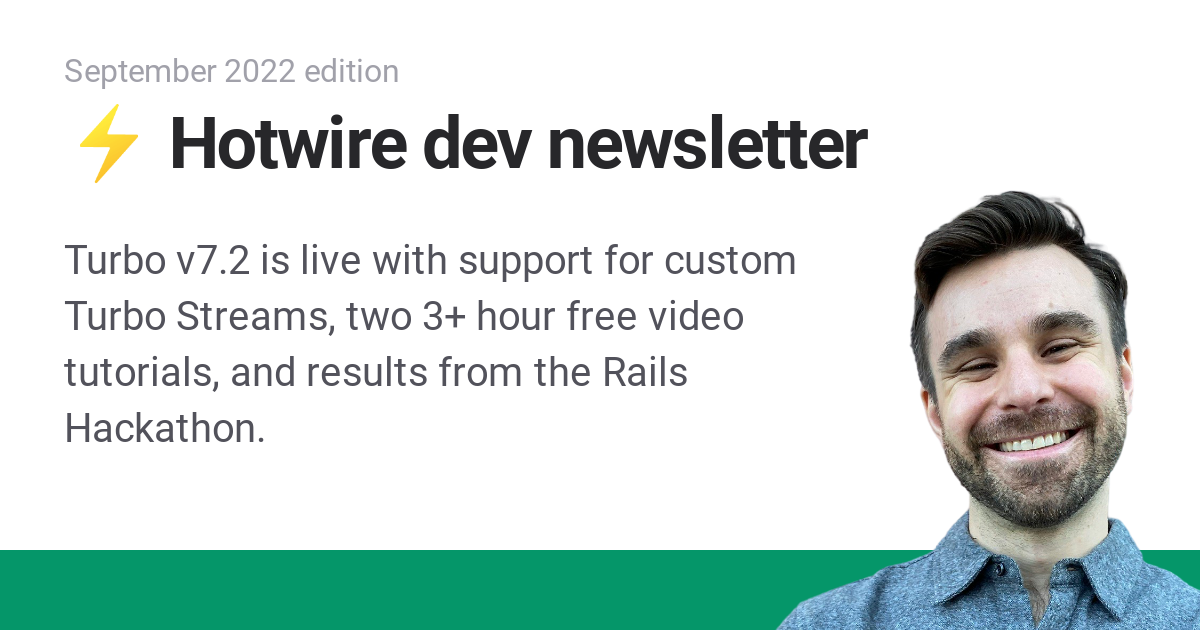 September 2022 edition
⚡ Hotwire dev newsletter
Turbo v7.2 is live with support for custom
Turbo Streams, two 3+ hour free video
tutorials, and results from the Rails
Hackathon.